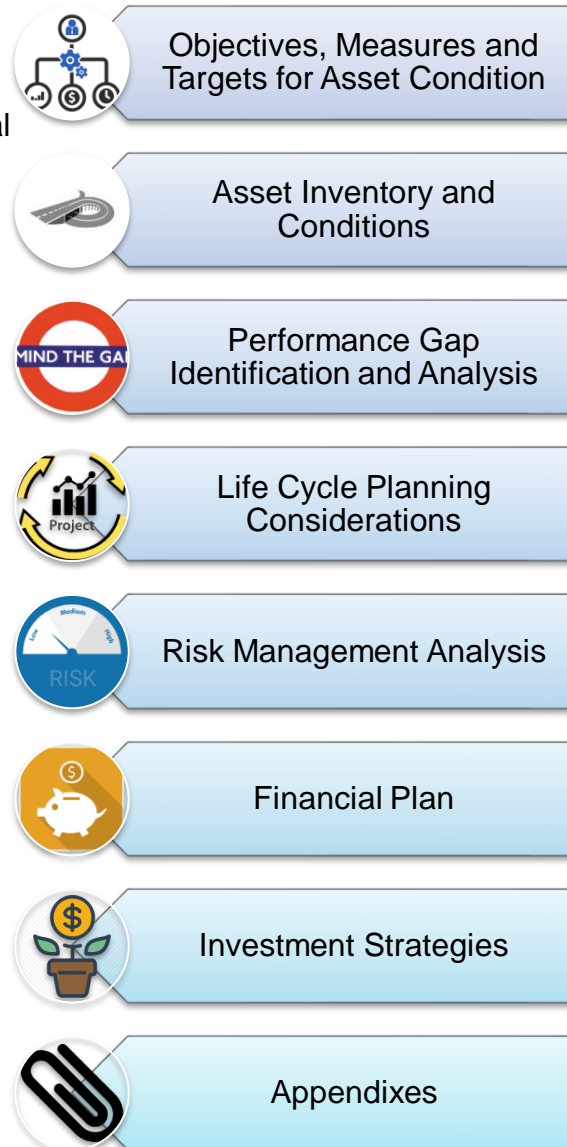 Objectives, Measures and
Targets for Asset Condition
al
Asset Inventory and
Conditions
MIND THE GA
Performance Gap
Identification and Analysis
Project
Life Cycle Planning
Considerations
Low
Medium
High
RISK
Risk Management Analysis
$
Financial Plan
$
Investment Strategies
Appendixes